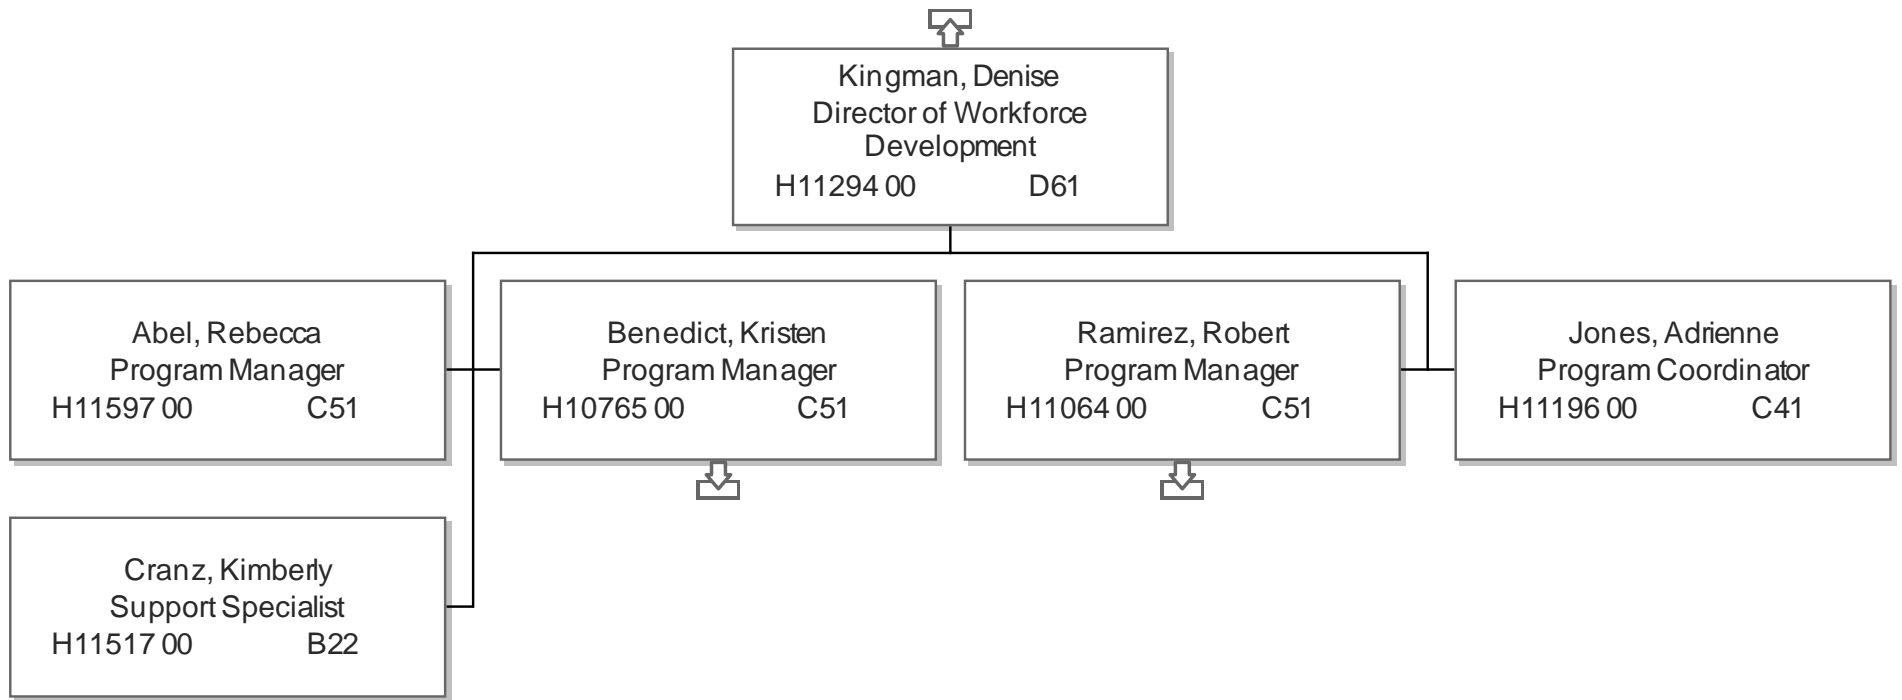 Kingman, Denise
Director of Workforce
Development
H11294 00 D61
Abel, Rebecca
Program Manager
H11597 00 C51
Benedict, Kristen
Program Manager
H10765 00 C51
Ramirez, Robert
Program Manager
H11064 00 C51
Jones, Adrienne
Program Coordinator
H11196 00 C41
Cranz, Kimberly
Support Specialist
H11517 00 B22